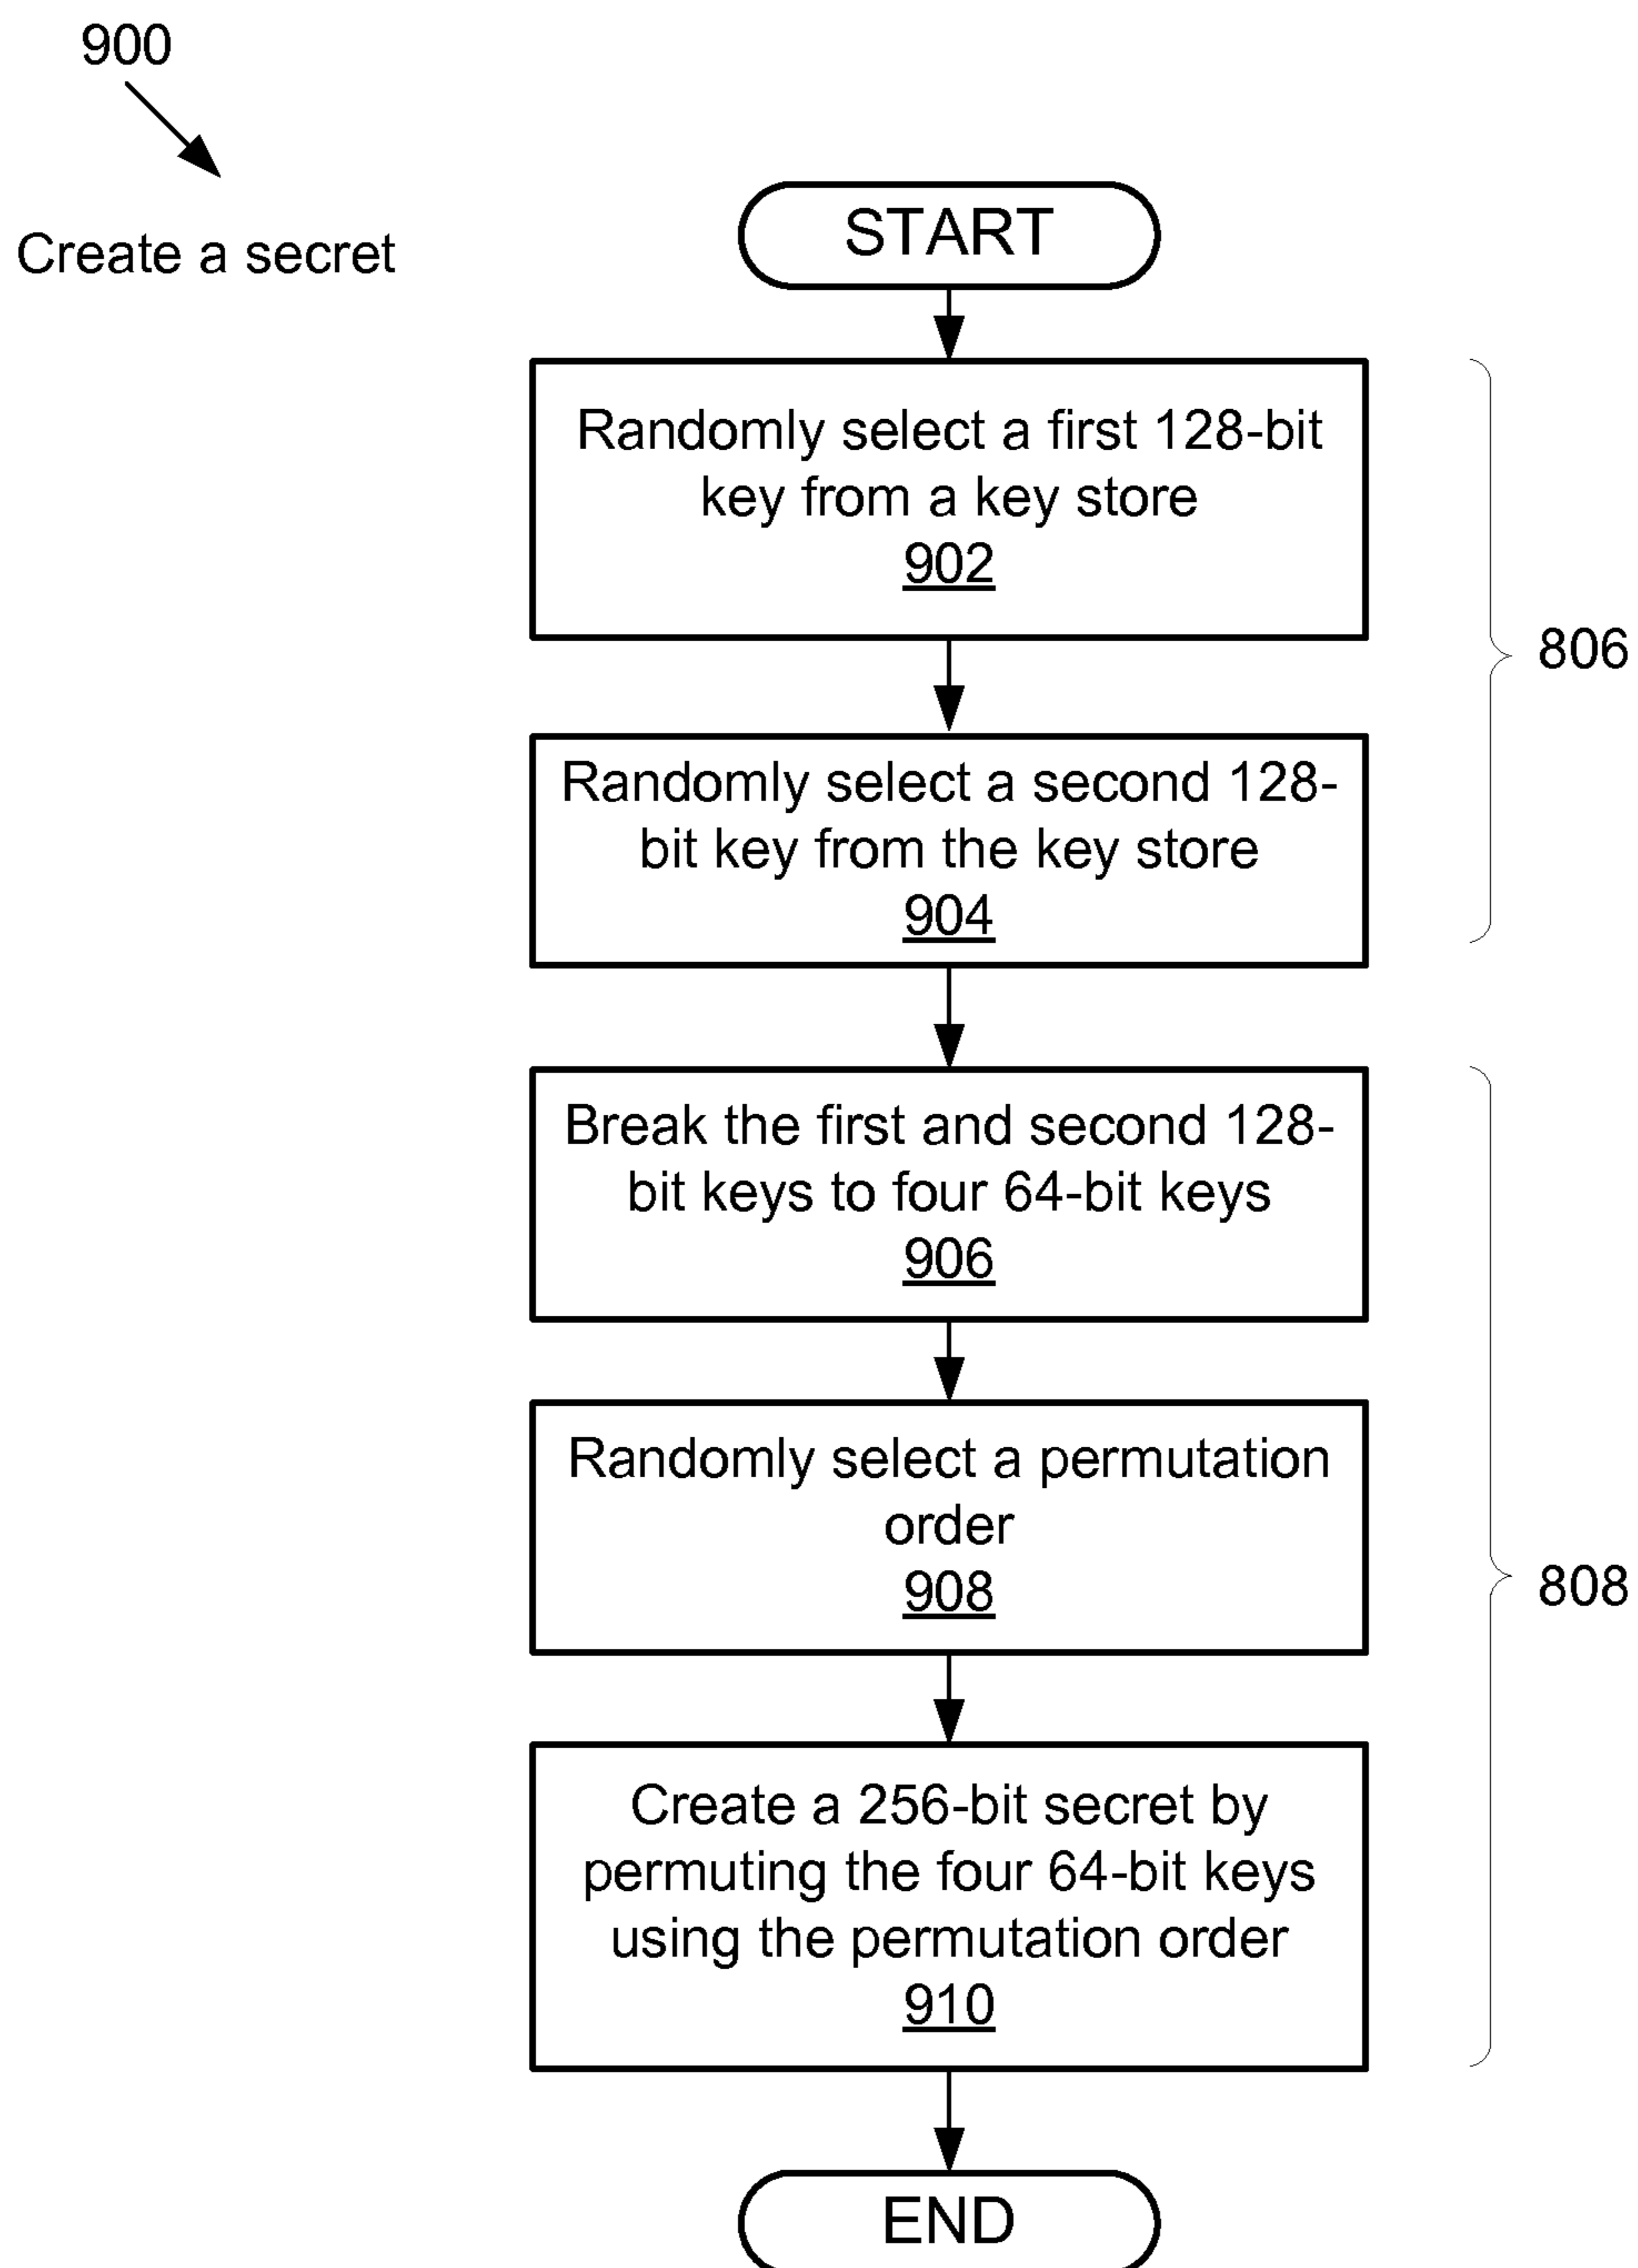 900
Create a secret
START
Randomly select a first 128-bit
key from a key store
902
Randomly select a second 128-
bit key from the key store
904
806
Break the first and second 128-
bit keys to four 64-bit keys
906
Randomly select a permutation
order
908
808
Create a 256-bit secret by
permuting the four 64-bit keys
using the permutation order
910
END